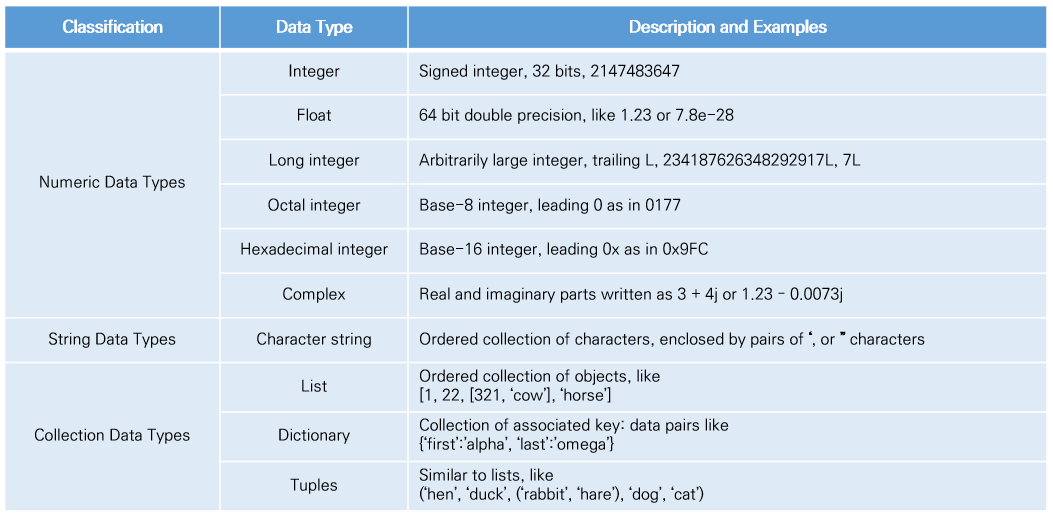 Classification Data Type Description and Examples
Numeric Data Types
Integer Signed integer, 32 bits, 2147483647
Float 64 bit double precision, like 1.23 or 7.8e-28
Long integer Arbitrarily large integer, trailing L, 234187626348292917L, 7L
Octal integer Base-8 integer, leading 0 as in 0177
Hexadecimal integer Base-16 integer, leading 0x as in 0x9FC
Complex Real and imaginary parts written as 3 + 4j or 1.23 – 0.0073j
String Data Types Character string Ordered collection of characters, enclosed by pairs of ‘, or ” characters
Collection Data Types
List Ordered collection of objects, like
[1, 22, [321, ‘cow’], ‘horse’]
Dictionary Collection of associated key: data pairs like
{‘first’:’alpha’, ‘last’:’omega’}
Tuples Similar to lists, like
(‘hen’, ‘duck’, (‘rabbit’, ‘hare’), ‘dog’, ‘cat’)